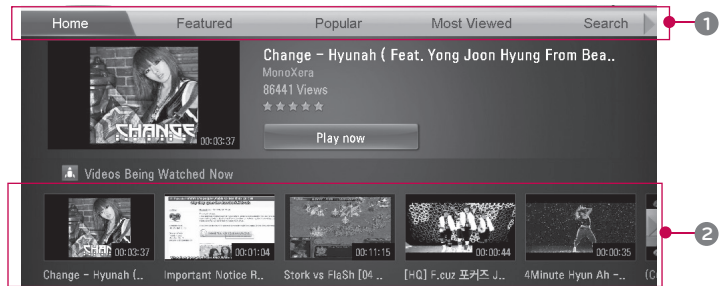 Home Featured Popular Most Viewed Search
1
Change - Hyunah ( Feat. Yong Joon Hyung From Bea..
MonoXera
86441 Views
CHANGE
00:03:37
Play now
Videos Being Watched Now
2
00:03:37 00:01:04 00:11:15 00:00:44 00:00:35
Change - Hyunah (.. Important Notice R.. Stork vs FlaSh [04 .. [HQ] F.cuz 포커즈 J.. 4Minute Hyun Ah -.. (C